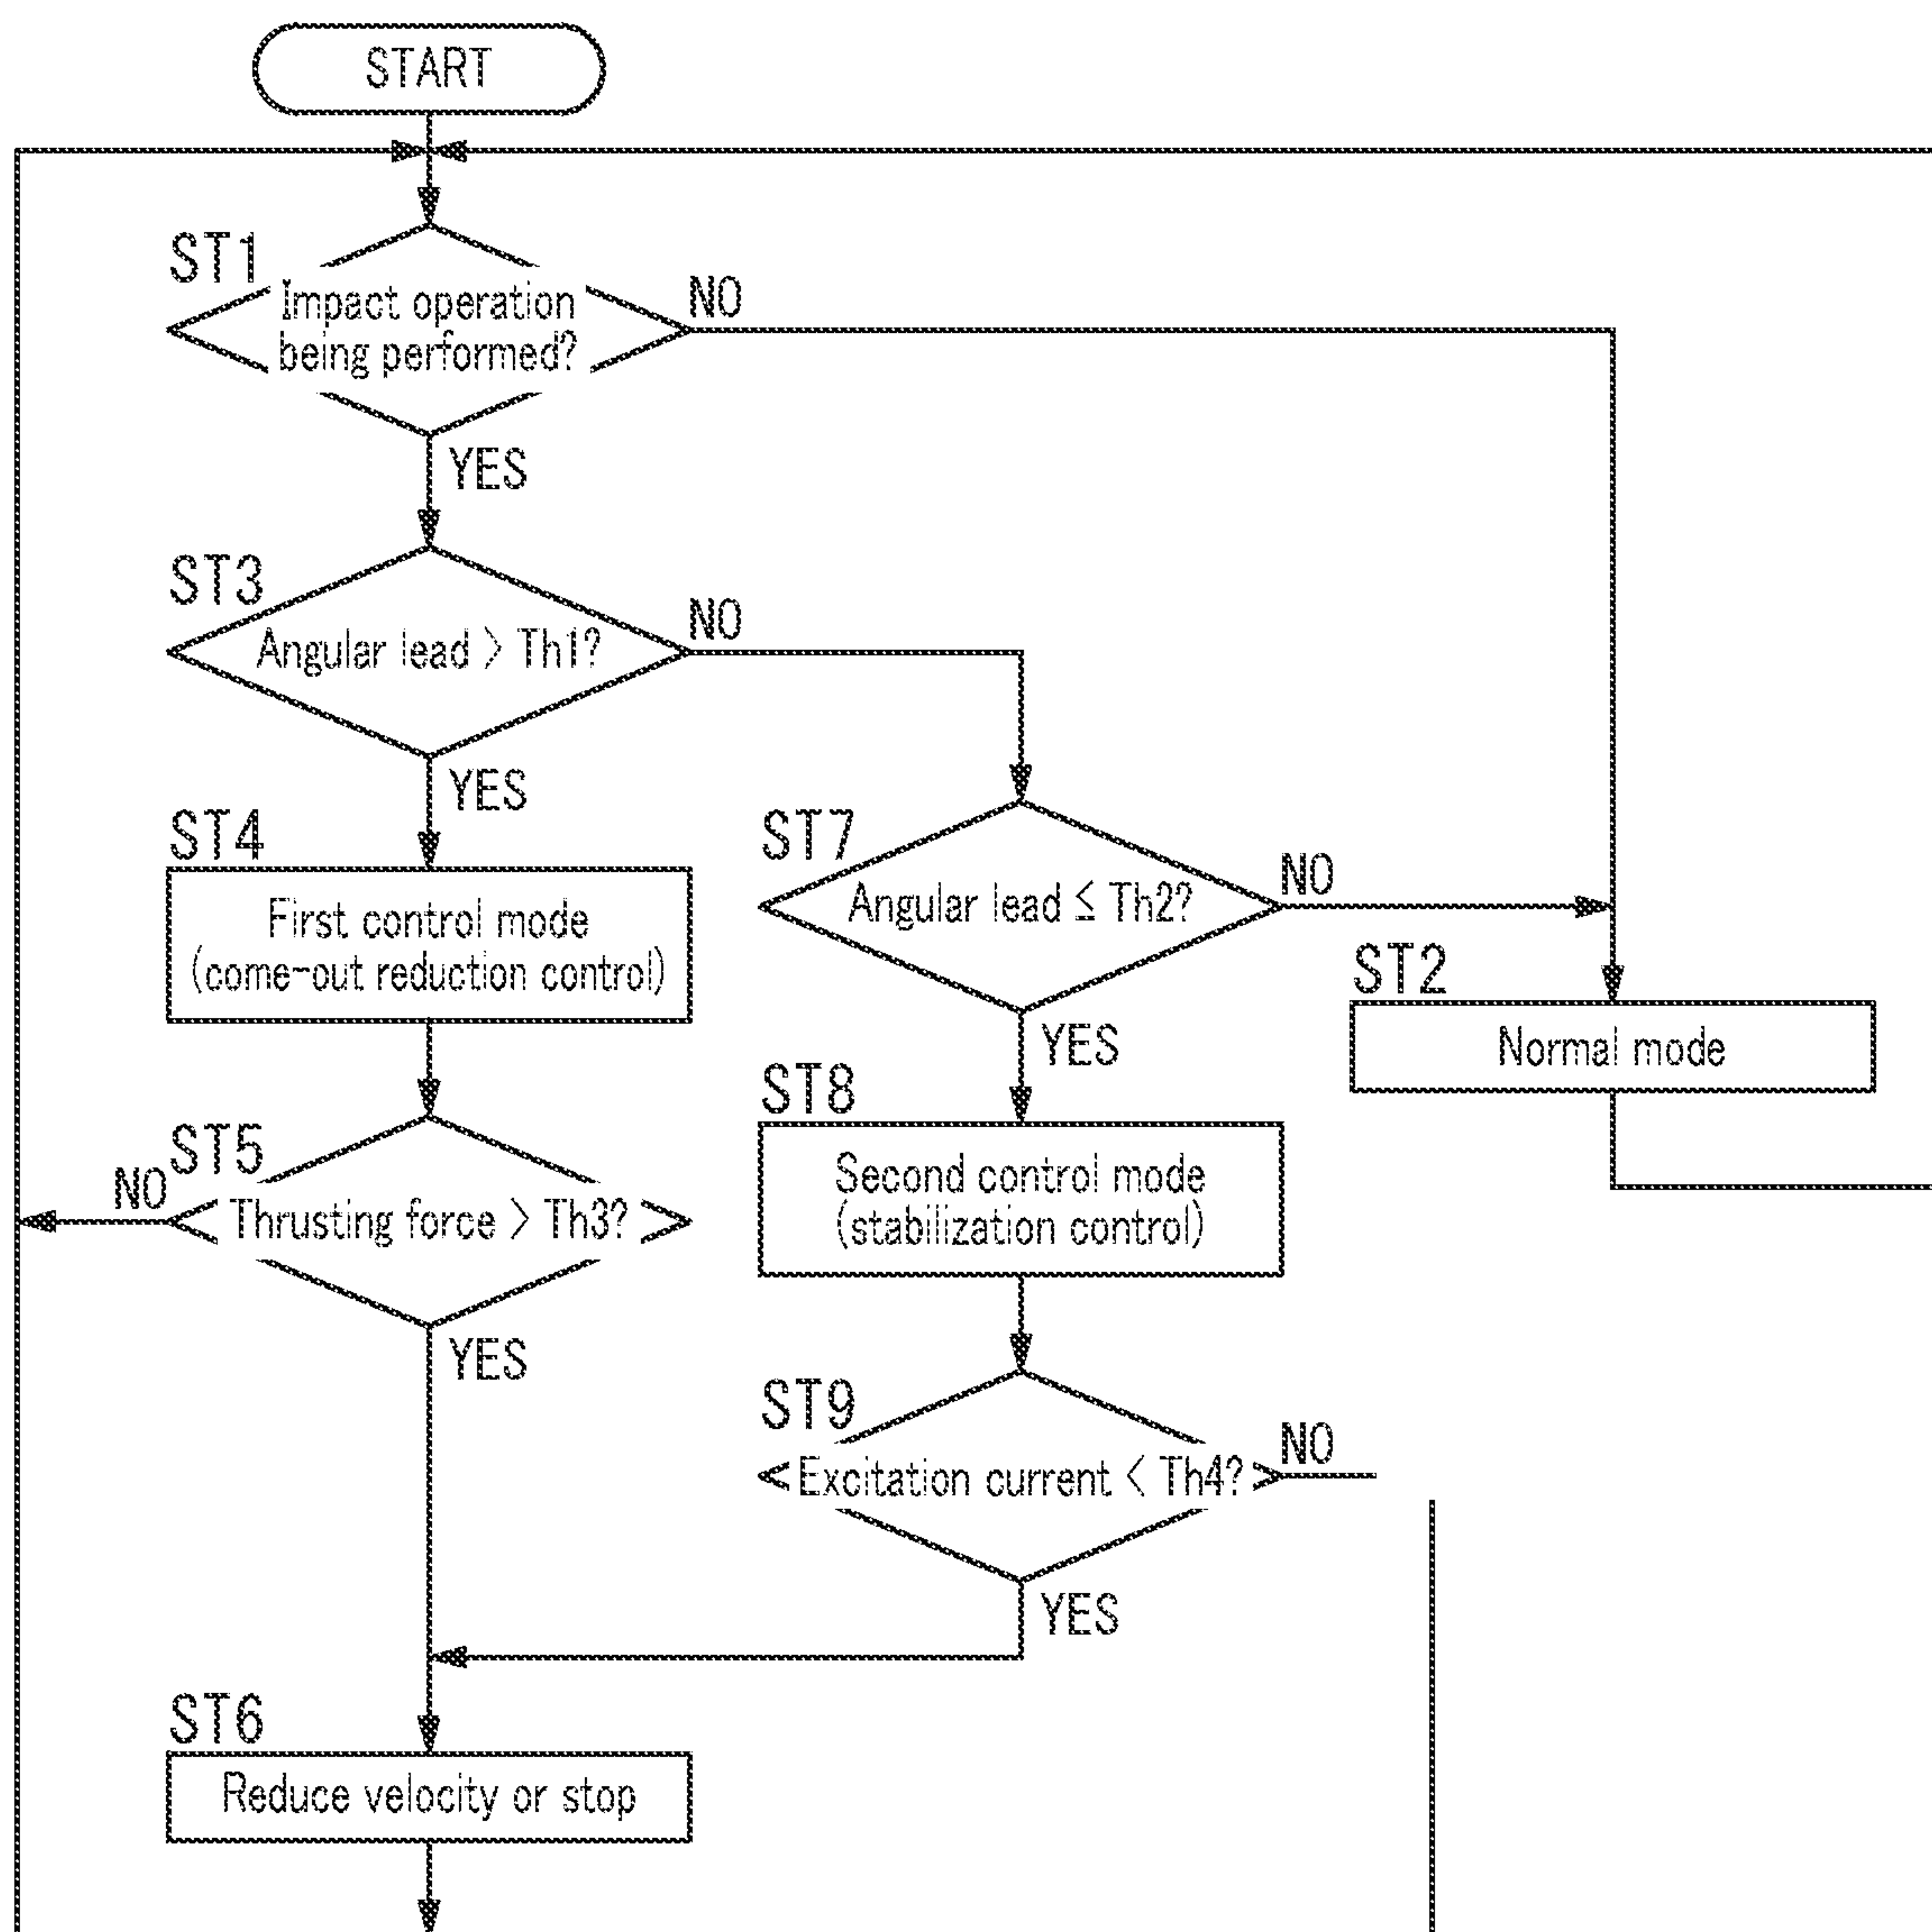 START
ST1
Impact operation
being performed?
NO
YES
ST3
Angular lead > Th1?
NO
YES
ST4
First control mode
(come-out reduction control)
ST7
Angular lead ≦ Th2?
NO
YES
ST2
Normal mode
ST5
NO
Thrusting force > Th3?
YES
ST8
Second control mode
(stabilization control)
ST9
Excitation current < Th4?
NO
YES
ST6
Reduce velocity or stop